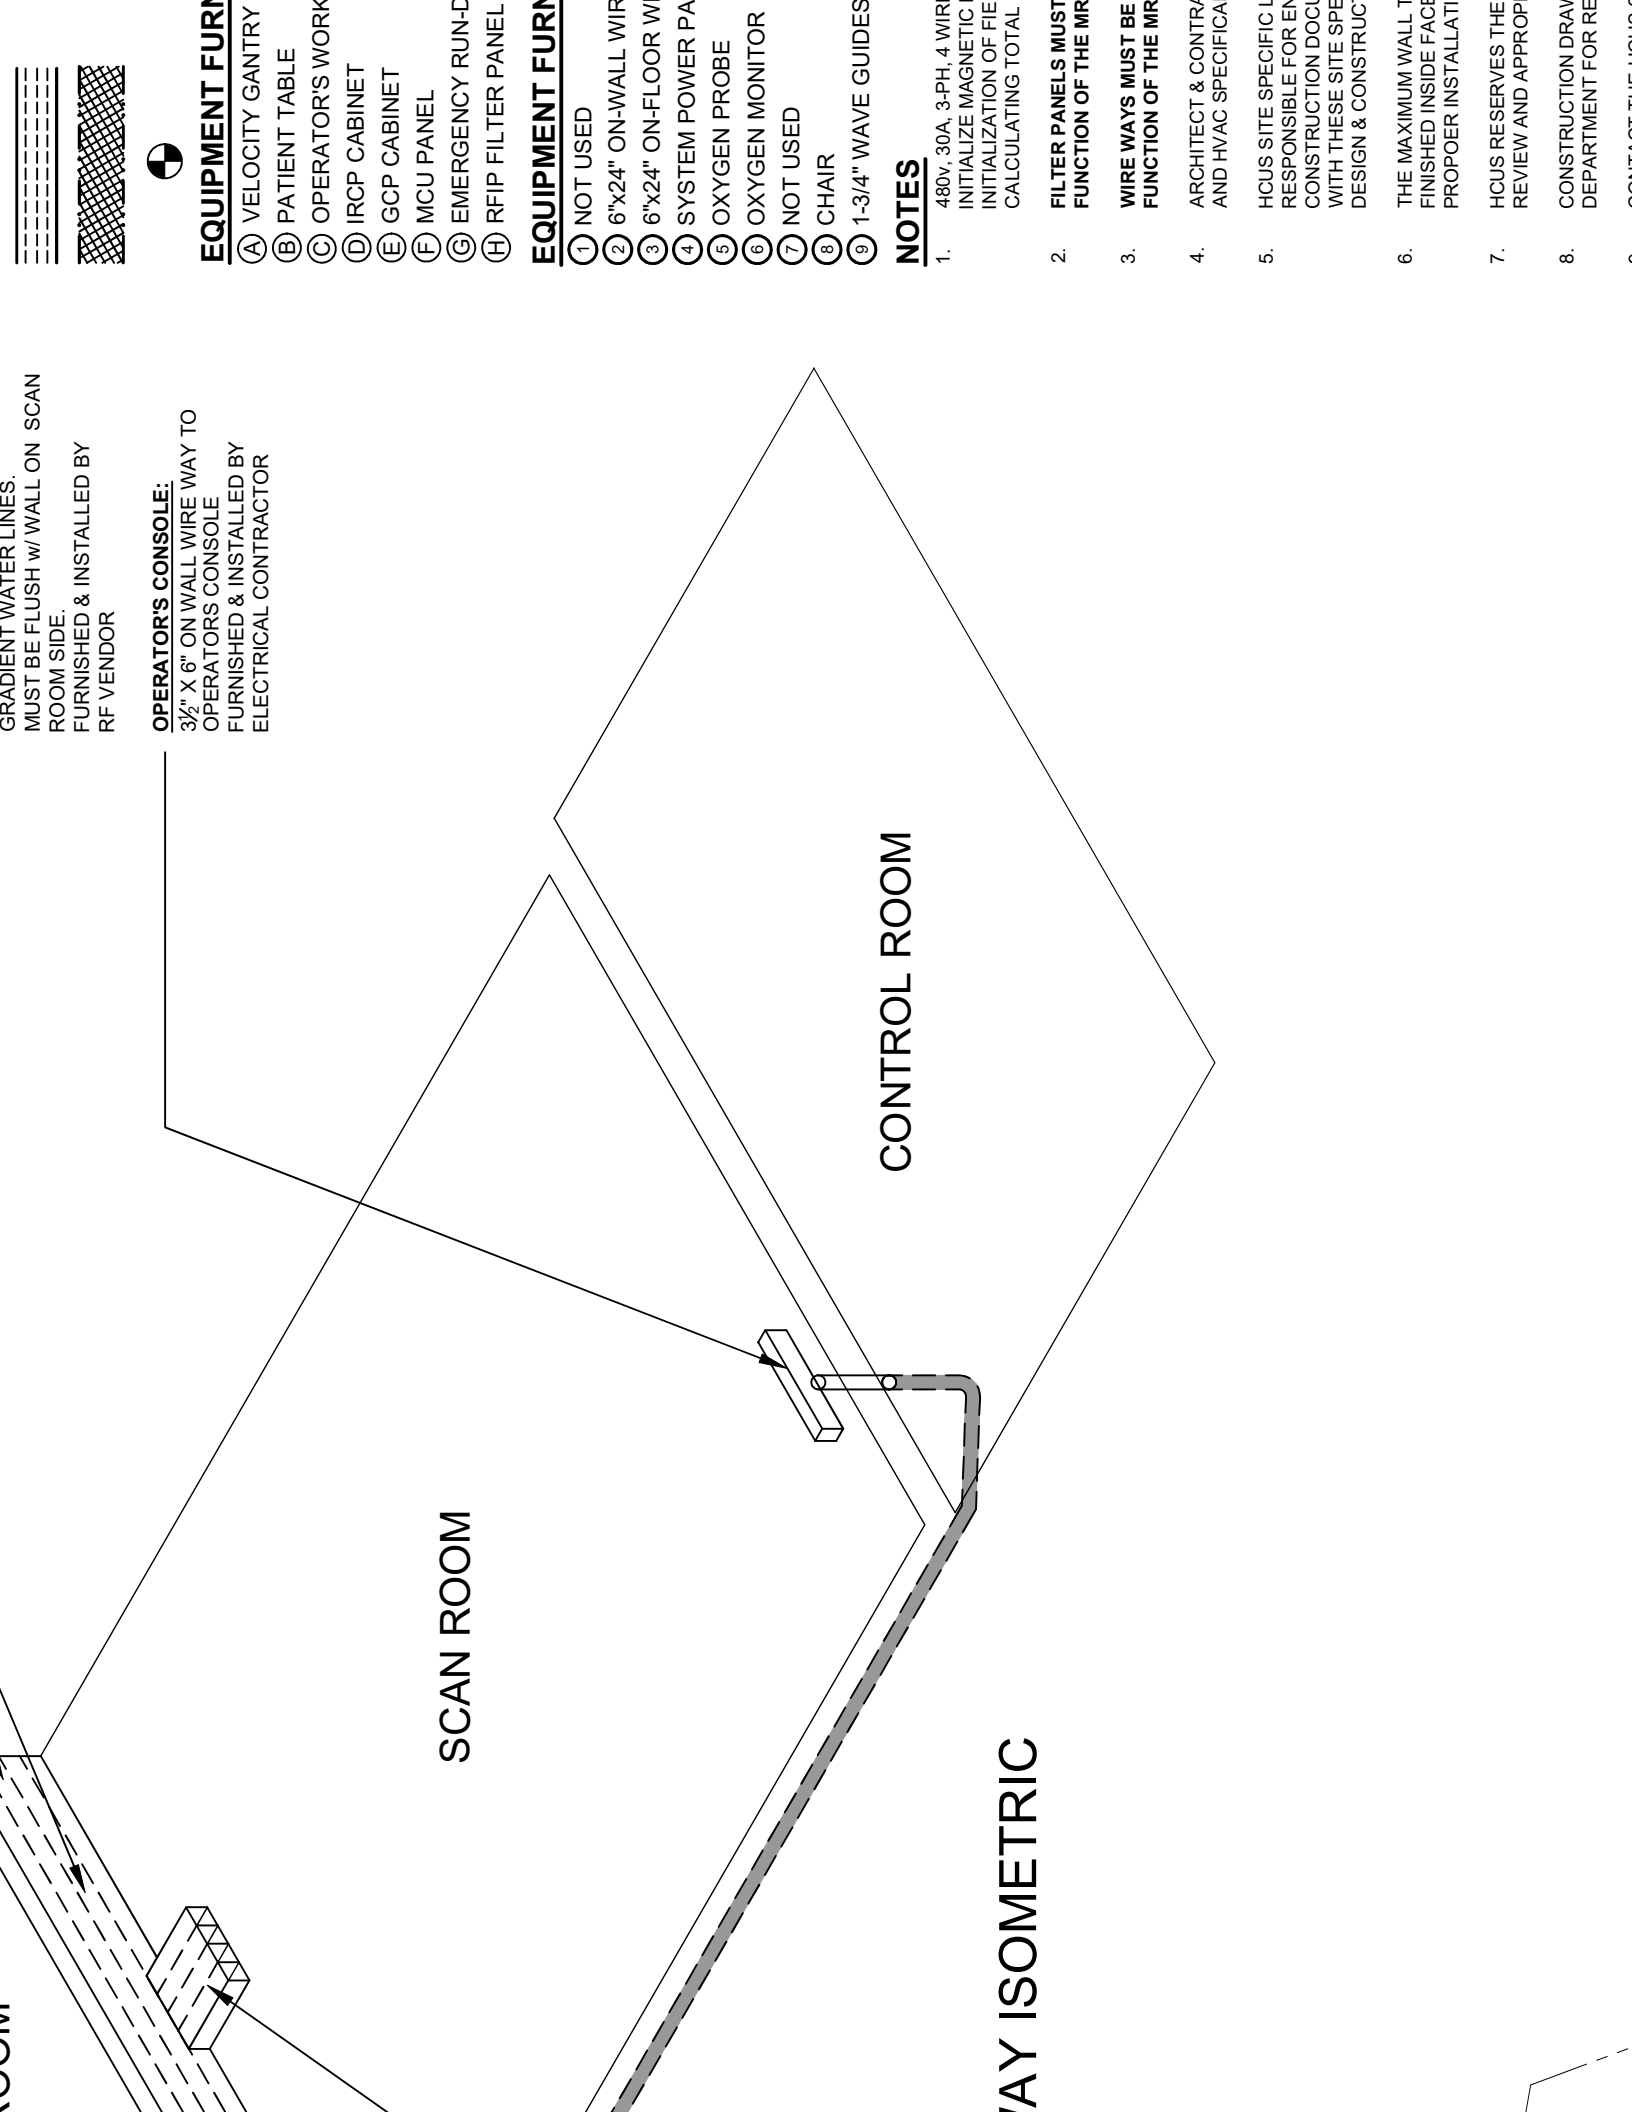 GRADIENT WATER LINES.
MUST BE FLUSH w/ WALL ON SCAN
ROOM SIDE.
FURNISHED & INSTALLED BY
RF VENDOR
OPERATOR'S CONSOLE:
3½" X 6" ON WALL WIRE WAY TO
OPERATORS CONSOLE
FURNISHED & INSTALLED BY
ELECTRICAL CONTRACTOR
SCAN ROOM
CONTROL ROOM
WAY ISOMETRIC
ROOM
EQUIPMENT FURN
A VELOCITY GANTRY
B PATIENT TABLE
C OPERATOR'S WORK
D IRCP CABINET
E GCP CABINET
F MCU PANEL
G EMERGENCY RUN-D
H RFIP FILTER PANEL
EQUIPMENT FURN
1 NOT USED
2 6"x24" ON-WALL WIR
3 6"x24" ON-FLOOR WI
4 SYSTEM POWER PA
5 OXYGEN PROBE
6 OXYGEN MONITOR
7 NOT USED
8 CHAIR
9 1-3/4" WAVE GUIDES
NOTES
1. 480v, 30A, 3-PH, 4 WIRE
INITIALIZE MAGNETIC
INITIALIZATION OF FIE
CALCULATING TOTAL
2. FILTER PANELS MUST
FUNCTION OF THE MR
3. WIRE WAYS MUST BE
FUNCTION OF THE MR
4. ARCHITECT & CONTRA
AND HVAC SPECIFICA
5. HCUS SITE SPECIFIC L
RESPONSIBLE FOR EN
CONSTRUCTION DOCU
WITH THESE SITE SPE
DESIGN & CONSTRUCT
6. THE MAXIMUM WALL T
FINISHED INSIDE FACE
PROPOER INSTALLATI
7. HCUS RESERVES THE
REVIEW AND APPROP
8. CONSTRUCTION DRAW
DEPARTMENT FOR RE